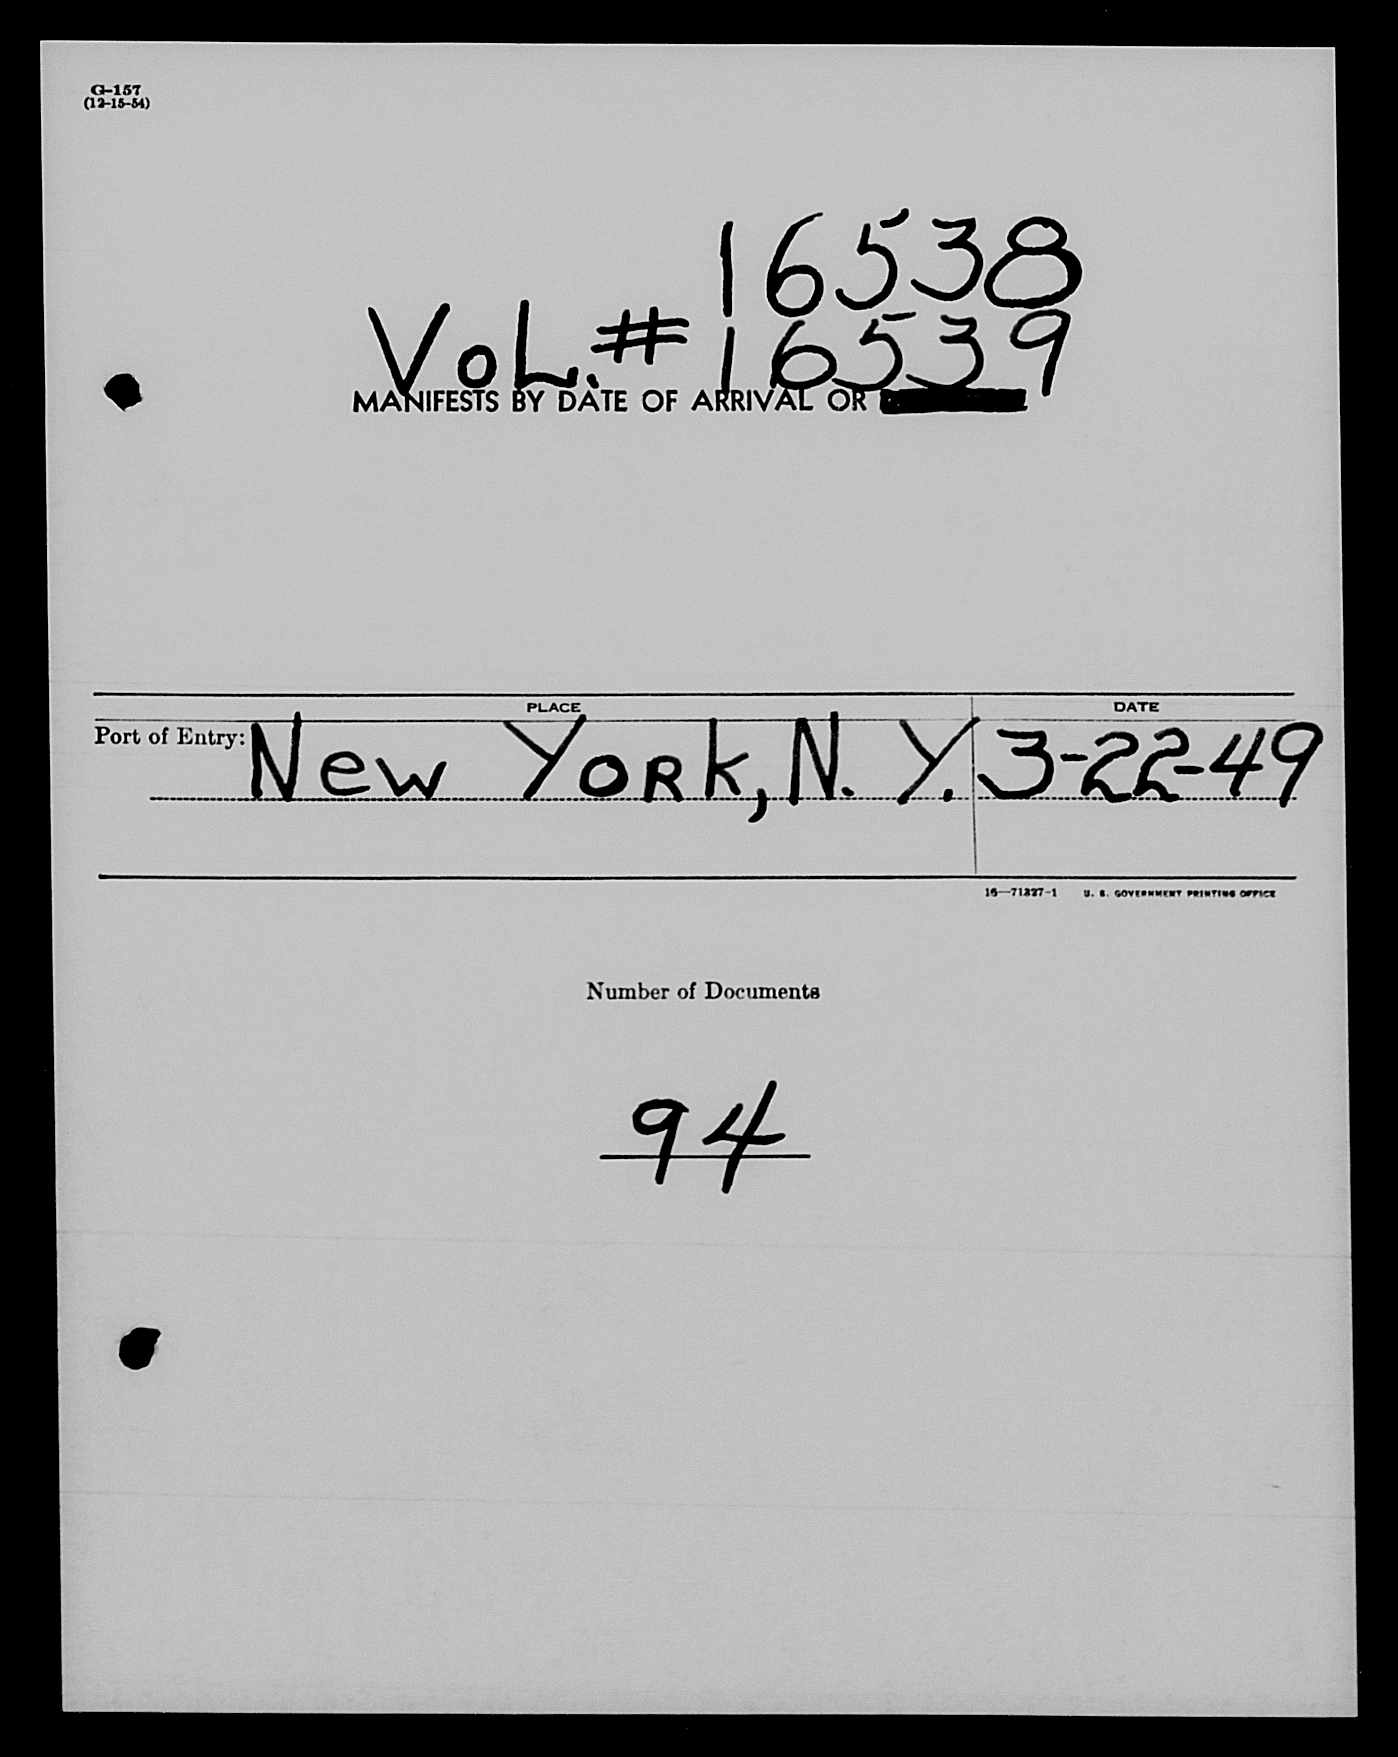 G-157
(12-15-54)
16538
VoL.# 16539
MANIFESTS BY DATE OF ARRIVAL OR
PLACE DATE
Port of Entry: New York, N. Y. 3-22-49
16—71327-1 U. S. GOVERNMENT PRINTING OFFICE
Number of Documents
94